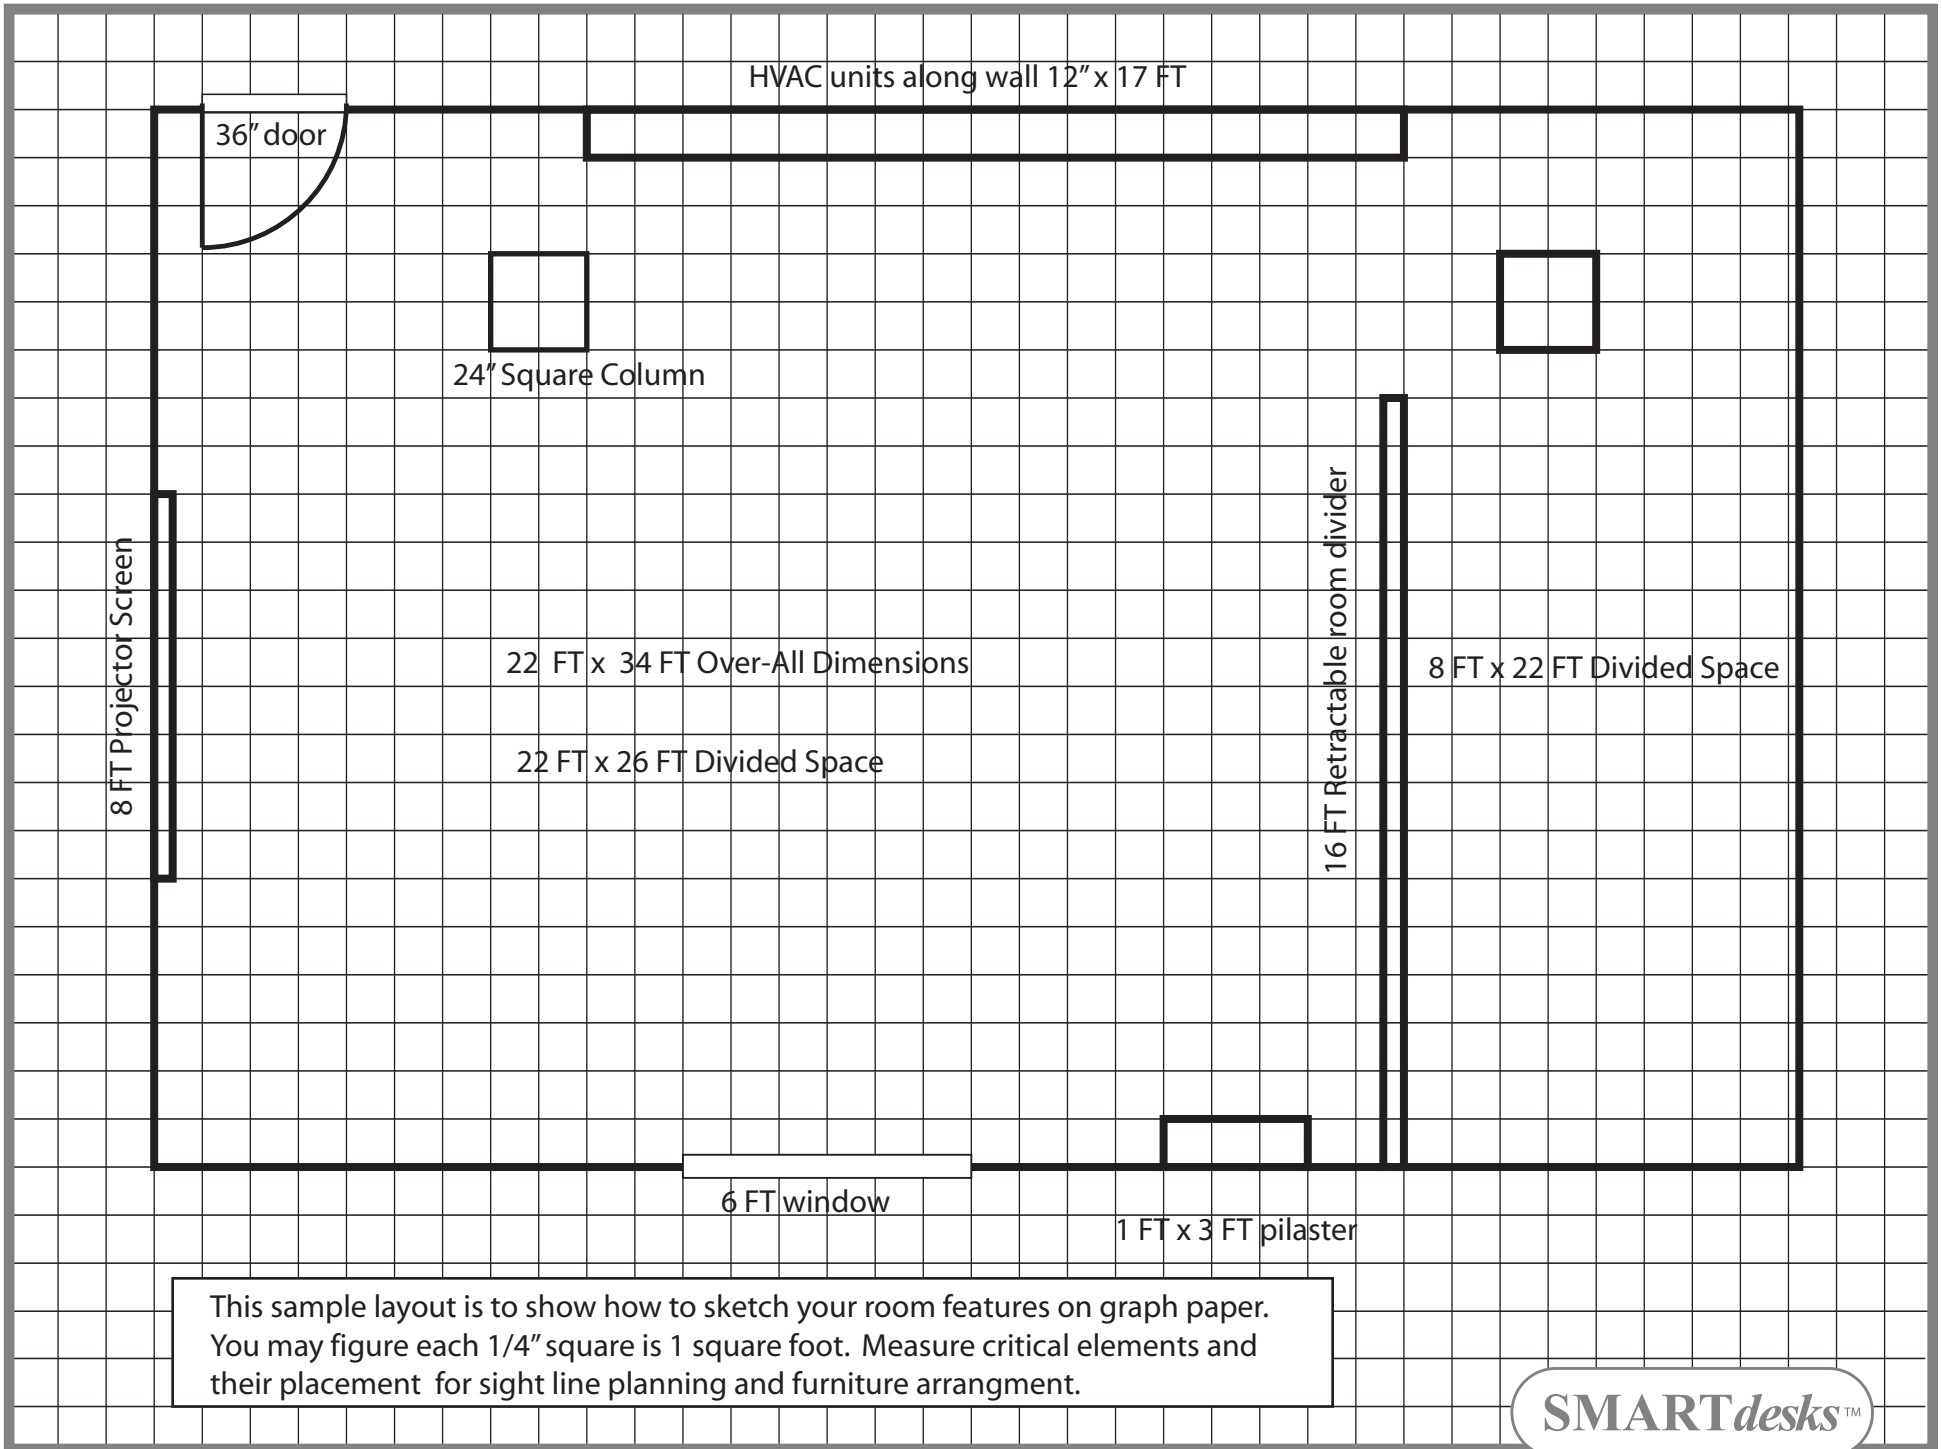 HVAC units along wall 12” x 17 FT
36” door
24” Square Column
8 FT Projector Screen
16 FT Retractable room divider
22 FT x 34 FT Over-All Dimensions
8 FT x 22 FT Divided Space
22 FT x 26 FT Divided Space
6 FT window
1 FT x 3 FT pilaster
This sample layout is to show how to sketch your room features on graph paper.
You may figure each 1/4” square is 1 square foot. Measure critical elements and
their placement for sight line planning and furniture arrangment.
SMARTdesks™